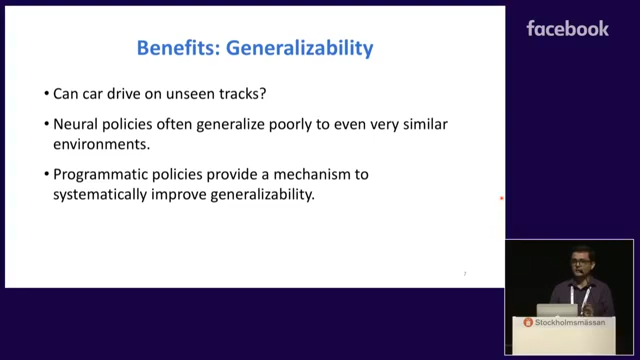 facebook
Benefits: Generalizability
• Can car drive on unseen tracks?
• Neural policies often generalize poorly to even very similar
environments.
• Programmatic policies provide a mechanism to
systematically improve generalizability.
7
Stockholmsmässan